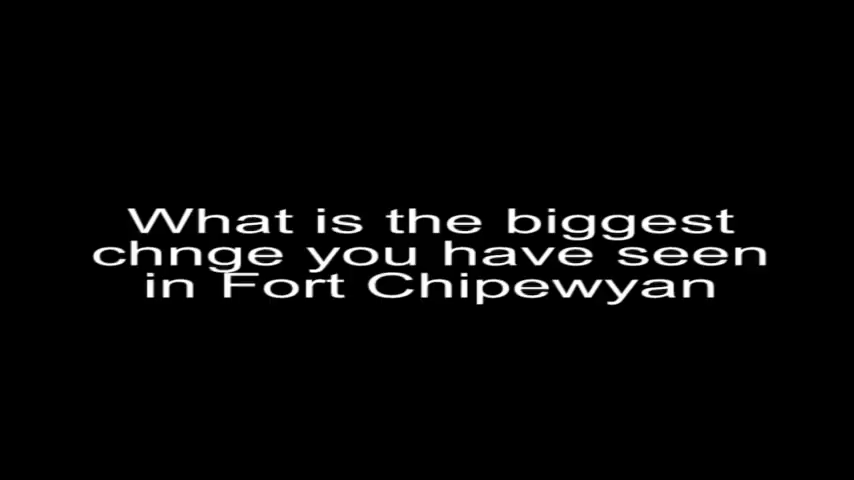 What is the biggest
chnge you have seen
in Fort Chipewyan